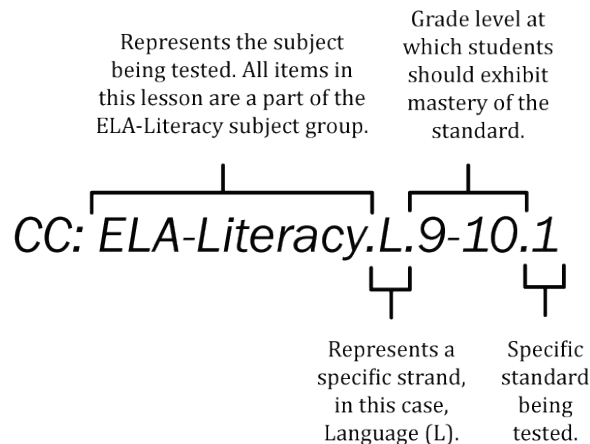 Represents the subject
being tested. All items in
this lesson are a part of the
ELA-Literacy subject group.
Grade level at
which students
should exhibit
mastery of the
standard.
CC: ELA-Literacy.L.9-10.1
Represents a
specific strand,
in this case,
Language (L).
Specific
standard
being
tested.